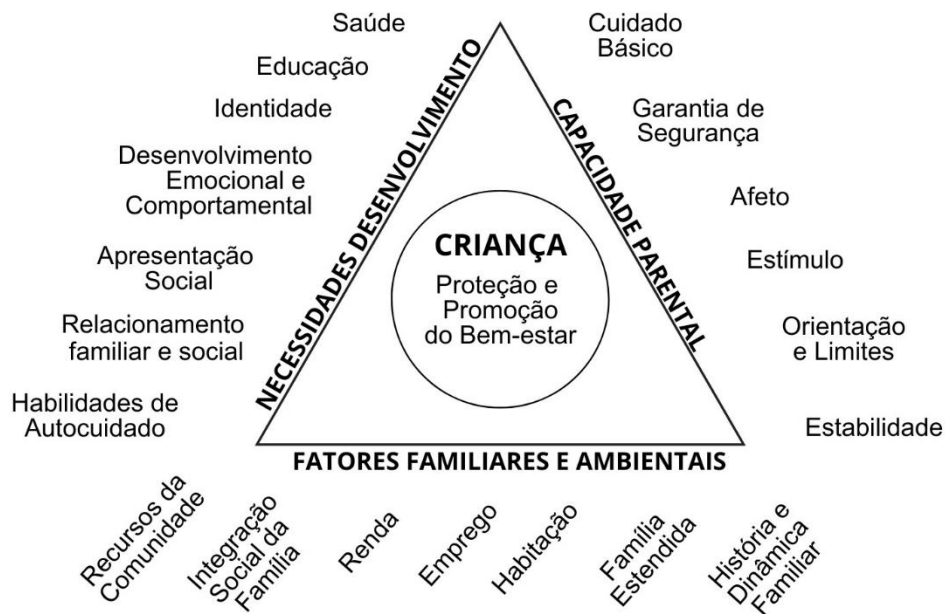 Saúde
Educação
Identidade
Desenvolvimento
Emocional e
Comportamental
Apresentação
Social
Relacionamento
familiar e social
Habilidades de
Autocuidado
NECESSIDADES DESENVOLVIMENTO
CRIANÇA
Proteção e
Promoção
do Bem-estar
CAPACIDADE PARENTAL
Cuidado
Básico
Garantia de
Segurança
Afeto
Estímulo
Orientação
e Limites
Estabilidade
FATORES FAMILIARES E AMBIENTAIS
Recursos da
Comunidade
Integração
Social da
Família
Renda
Emprego
Habitação
Família
Estendida
História e
Dinâmica
Familiar